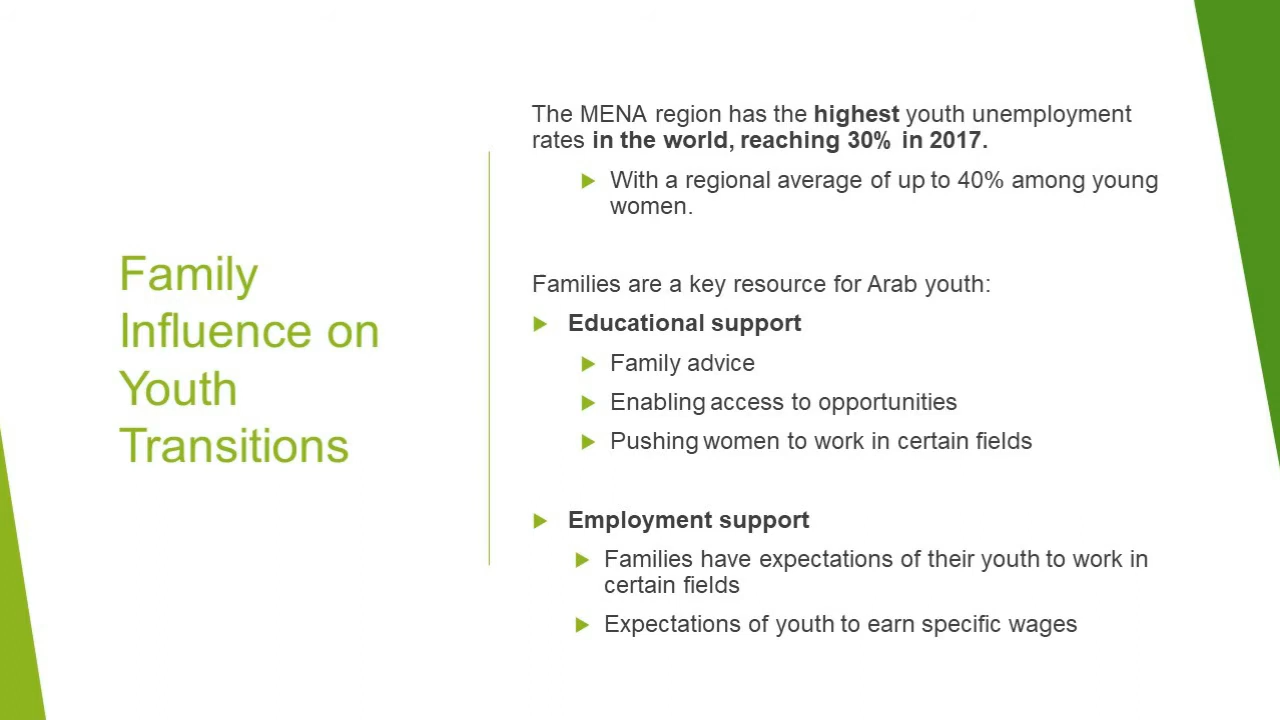 Family
Influence on
Youth
Transitions
The MENA region has the highest youth unemployment
rates in the world, reaching 30% in 2017.
With a regional average of up to 40% among young
women.
Families are a key resource for Arab youth:
Educational support
Family advice
Enabling access to opportunities
Pushing women to work in certain fields
Employment support
Families have expectations of their youth to work in
certain fields
Expectations of youth to earn specific wages